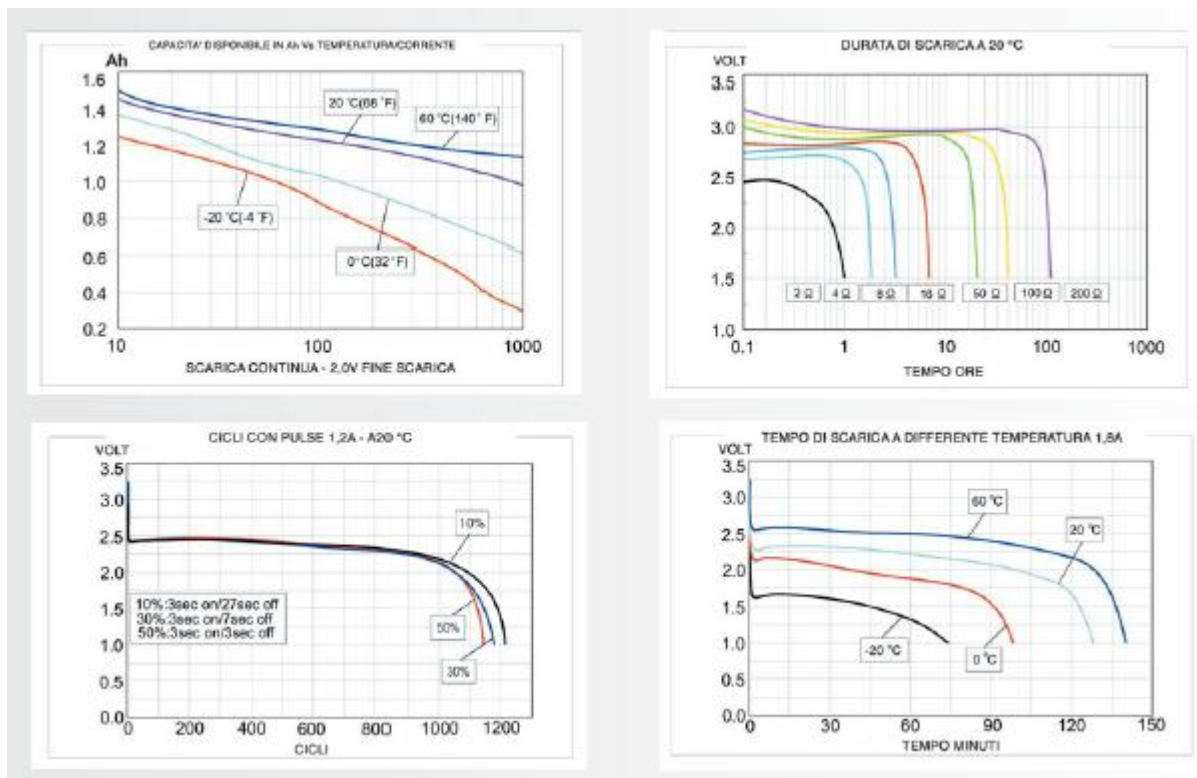 CAPACITA' DISPONIBILE IN Ah Vs TEMPERATURA/CORRENTE
Ah
1.6
1.4
1.2
1.0
0.8
0.6
0.4
0.2
20 °C(68 °F)
60 °C(140° F)
-20 °C(-4 °F)
0°C(32°F)
10 100 1000
SCARICA CONTINUA - 2,0V FINE SCARICA
DURATA DI SCARICA A 20 °C
VOLT
3.5
3.0
2.5
2.0
1.5
1.0
2 Ω 4 Ω 8 Ω 16 Ω 50 Ω 100 Ω 200 Ω
0.1 1 10 100 1000
TEMPO ORE
CICLI CON PULSE 1,2A - A20 °C
VOLT
3.5
3.0
2.5
2.0
1.5
1.0
0.5
0.0
10%
10%:3sec on/27sec off
30%:3sec on/7sec off
50%:3sec on/3sec off
50%
30%
0 200 400 600 800 1000 1200
CICLI
TEMPO DI SCARICA A DIFFERENTE TEMPERATURA 1,8A
VOLT
3.5
3.0
2.5
2.0
1.5
1.0
0.5
0.0
60 °C
20 °C
-20 °C
0 °C
0 30 60 90 120 150
TEMPO MINUTI